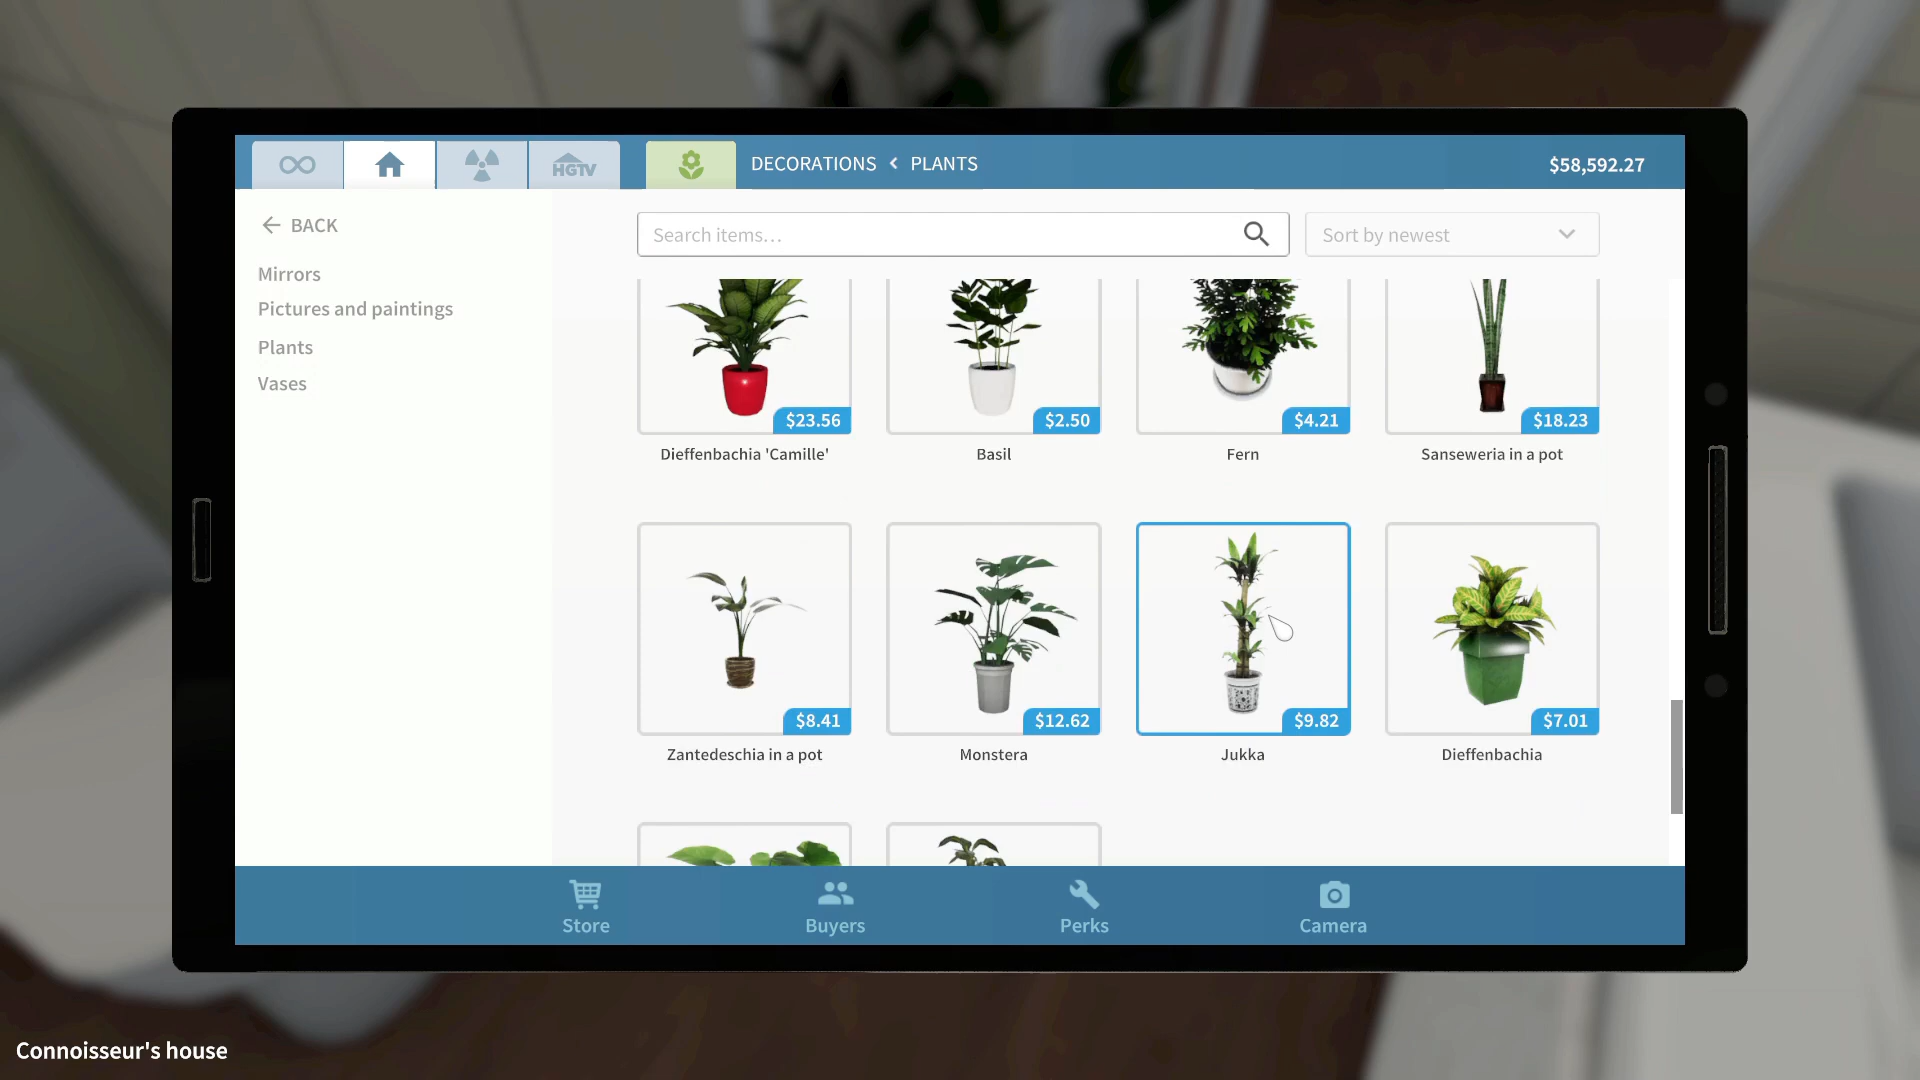 HGTV
DECORATIONS < PLANTS
$58,592.27
BACK
Search items...
Sort by newest
Mirrors
Pictures and paintings
Plants
Vases
$23.56
$2.50
$4.21
$18.23
Dieffenbachia 'Camille'
Basil
Fern
Sanseweria in a pot
$8.41
$12.62
$9.82
$7.01
Zantedeschia in a pot
Monstera
Jukka
Dieffenbachia
Store
Buyers
Perks
Camera
Connoisseur's house